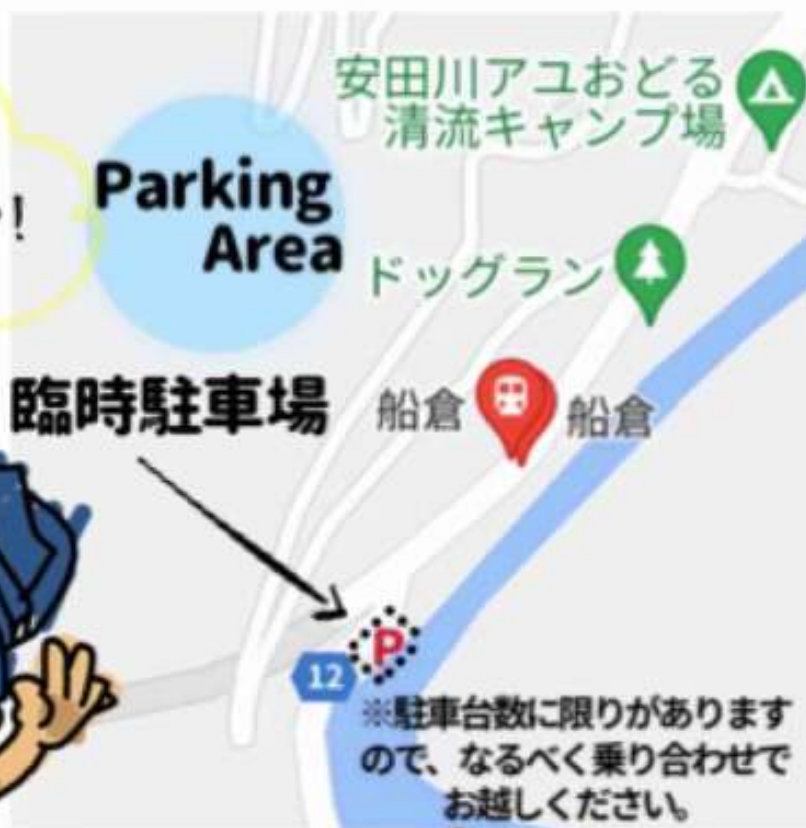 安田川アユおどる
清流キャンプ場
!
Parking
Area
ドッグラン
臨時駐車場
船倉
船倉
P
12
※駐車台数に限りがあります
ので、なるべく乗り合わせで
お越しください。